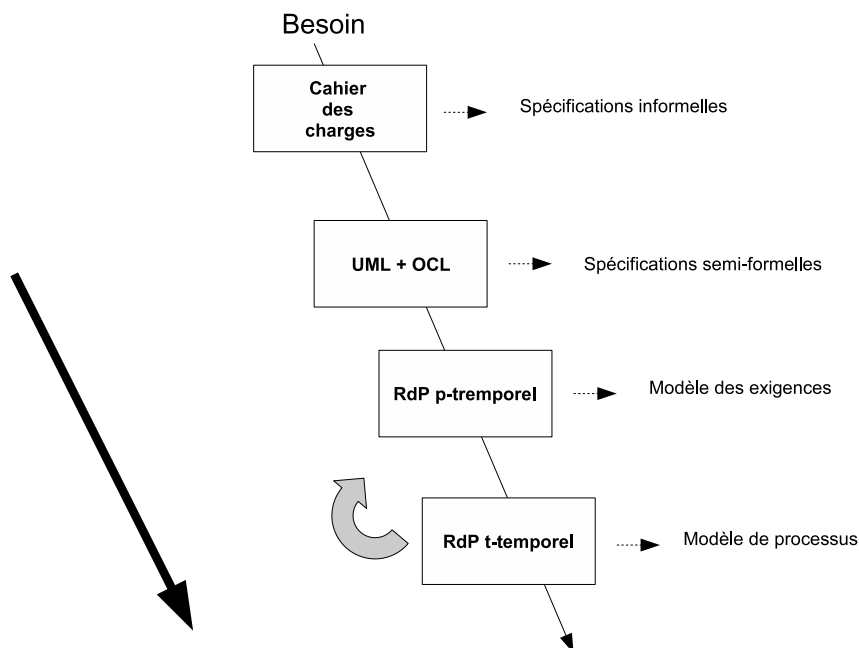 Besoin
Cahier
des
charges
Spécifications informelles
UML + OCL
Spécifications semi-formelles
RdP p-tremporel
Modèle des exigences
RdP t-temporel
Modèle de processus